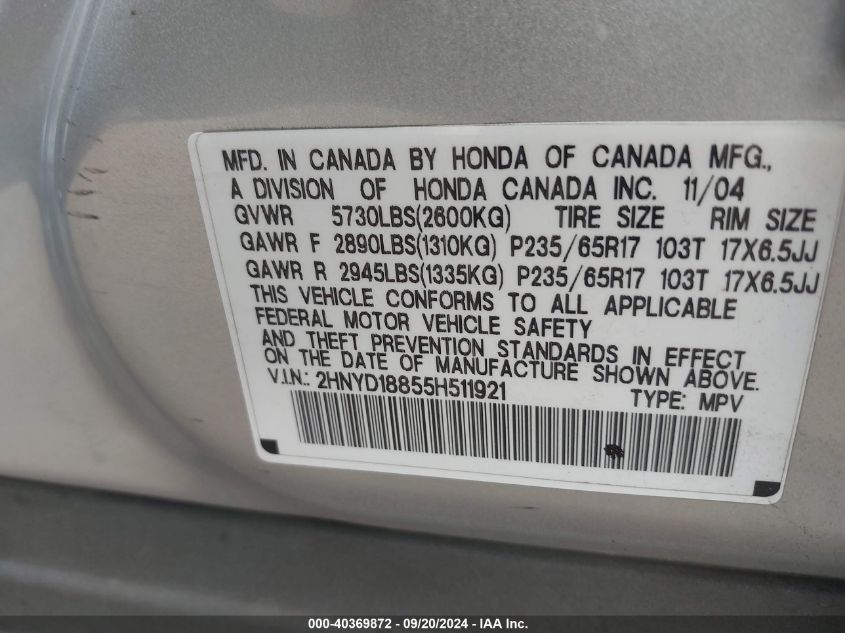 MFD. IN CANADA BY HONDA OF CANADA MFG.,
A DIVISION OF HONDA CANADA INC. 11/04
GVWR 5730LBS(2600KG) TIRE SIZE RIM SIZE
GAWR F 2890LBS(1310KG) P235/65R17 103T 17X6.5JJ
GAWR R 2945LBS(1335KG) P235/65R17 103T 17X6.5JJ
THIS VEHICLE CONFORMS TO ALL APPLICABLE
FEDERAL MOTOR VEHICLE SAFETY
AND THEFT PREVENTION STANDARDS IN EFFECT
ON THE DATE OF MANUFACTURE SHOWN ABOVE.
V.I.N.: 2HNYD18855H511921 TYPE: MPV
000-40369872 - 09/20/2024 - IAA Inc.